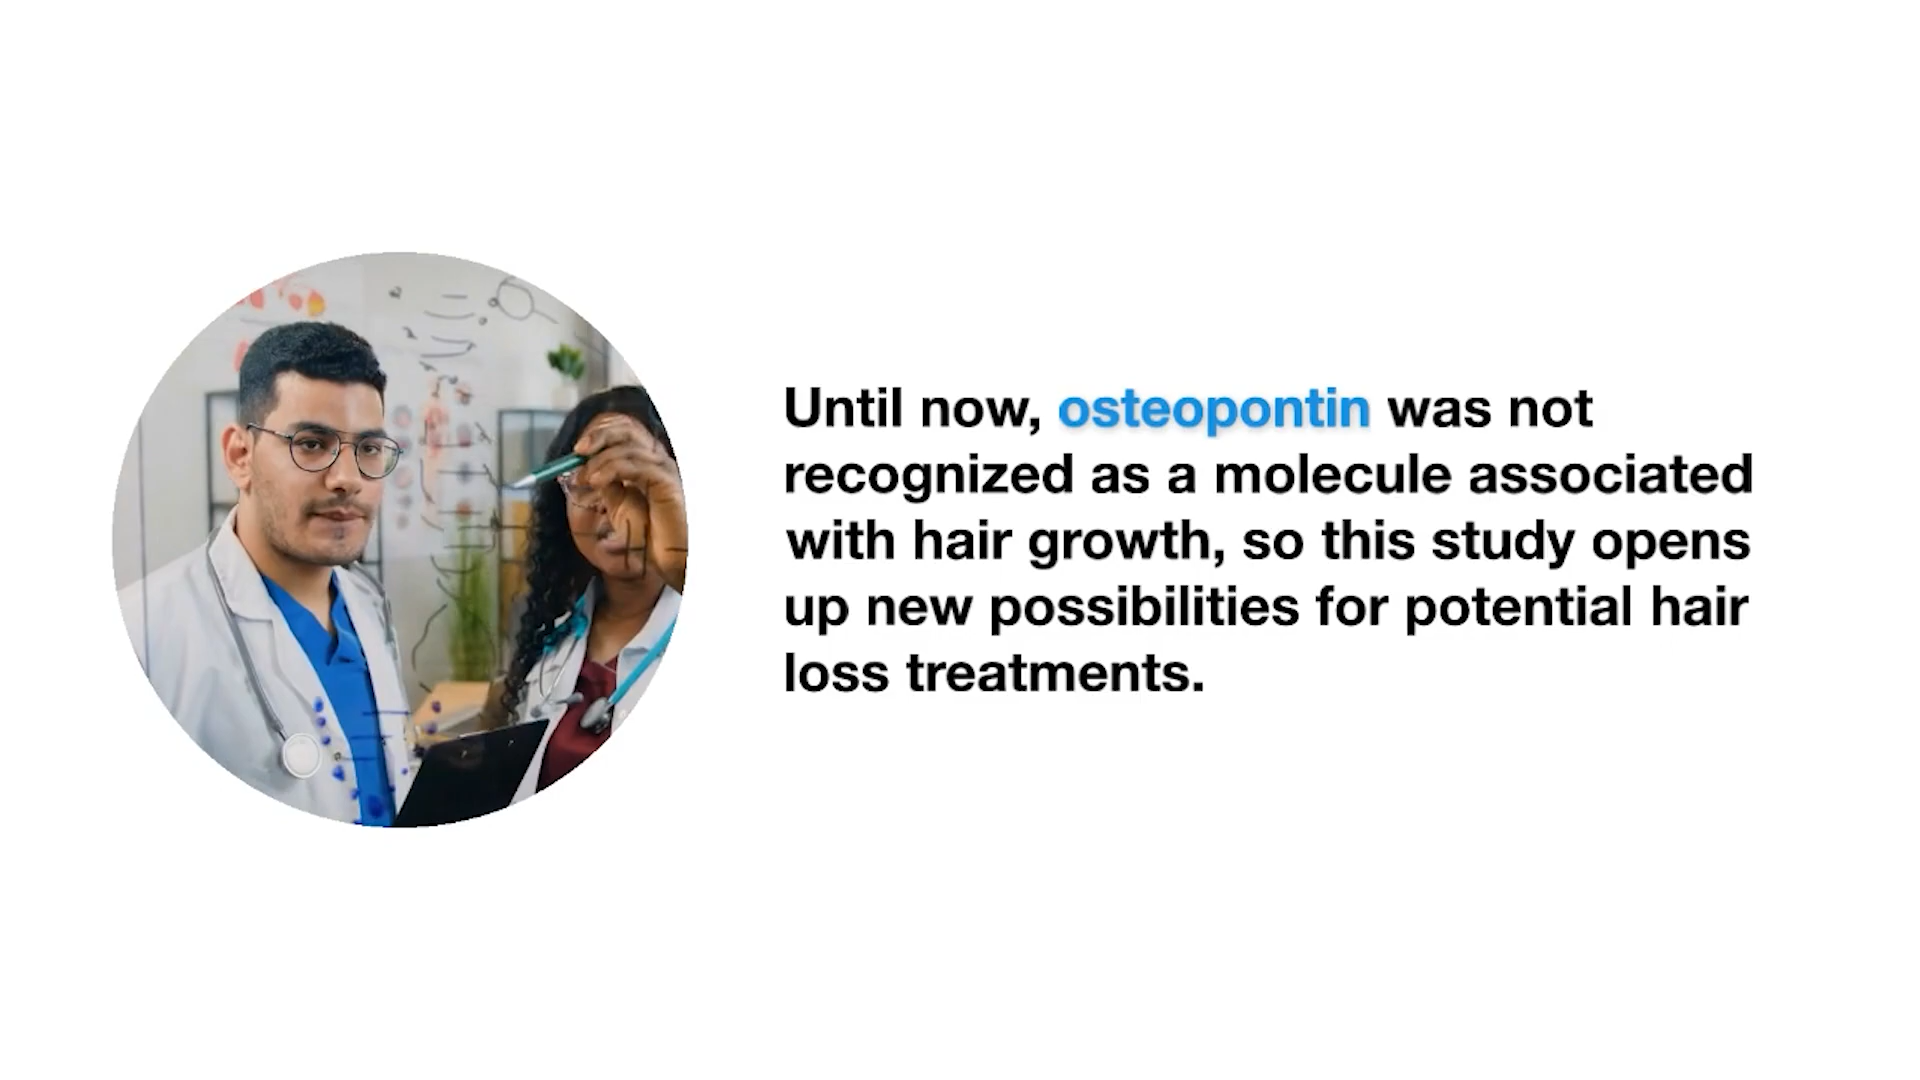 Until now, osteopontin was not
recognized as a molecule associated
with hair growth, so this study opens
up new possibilities for potential hair
loss treatments.